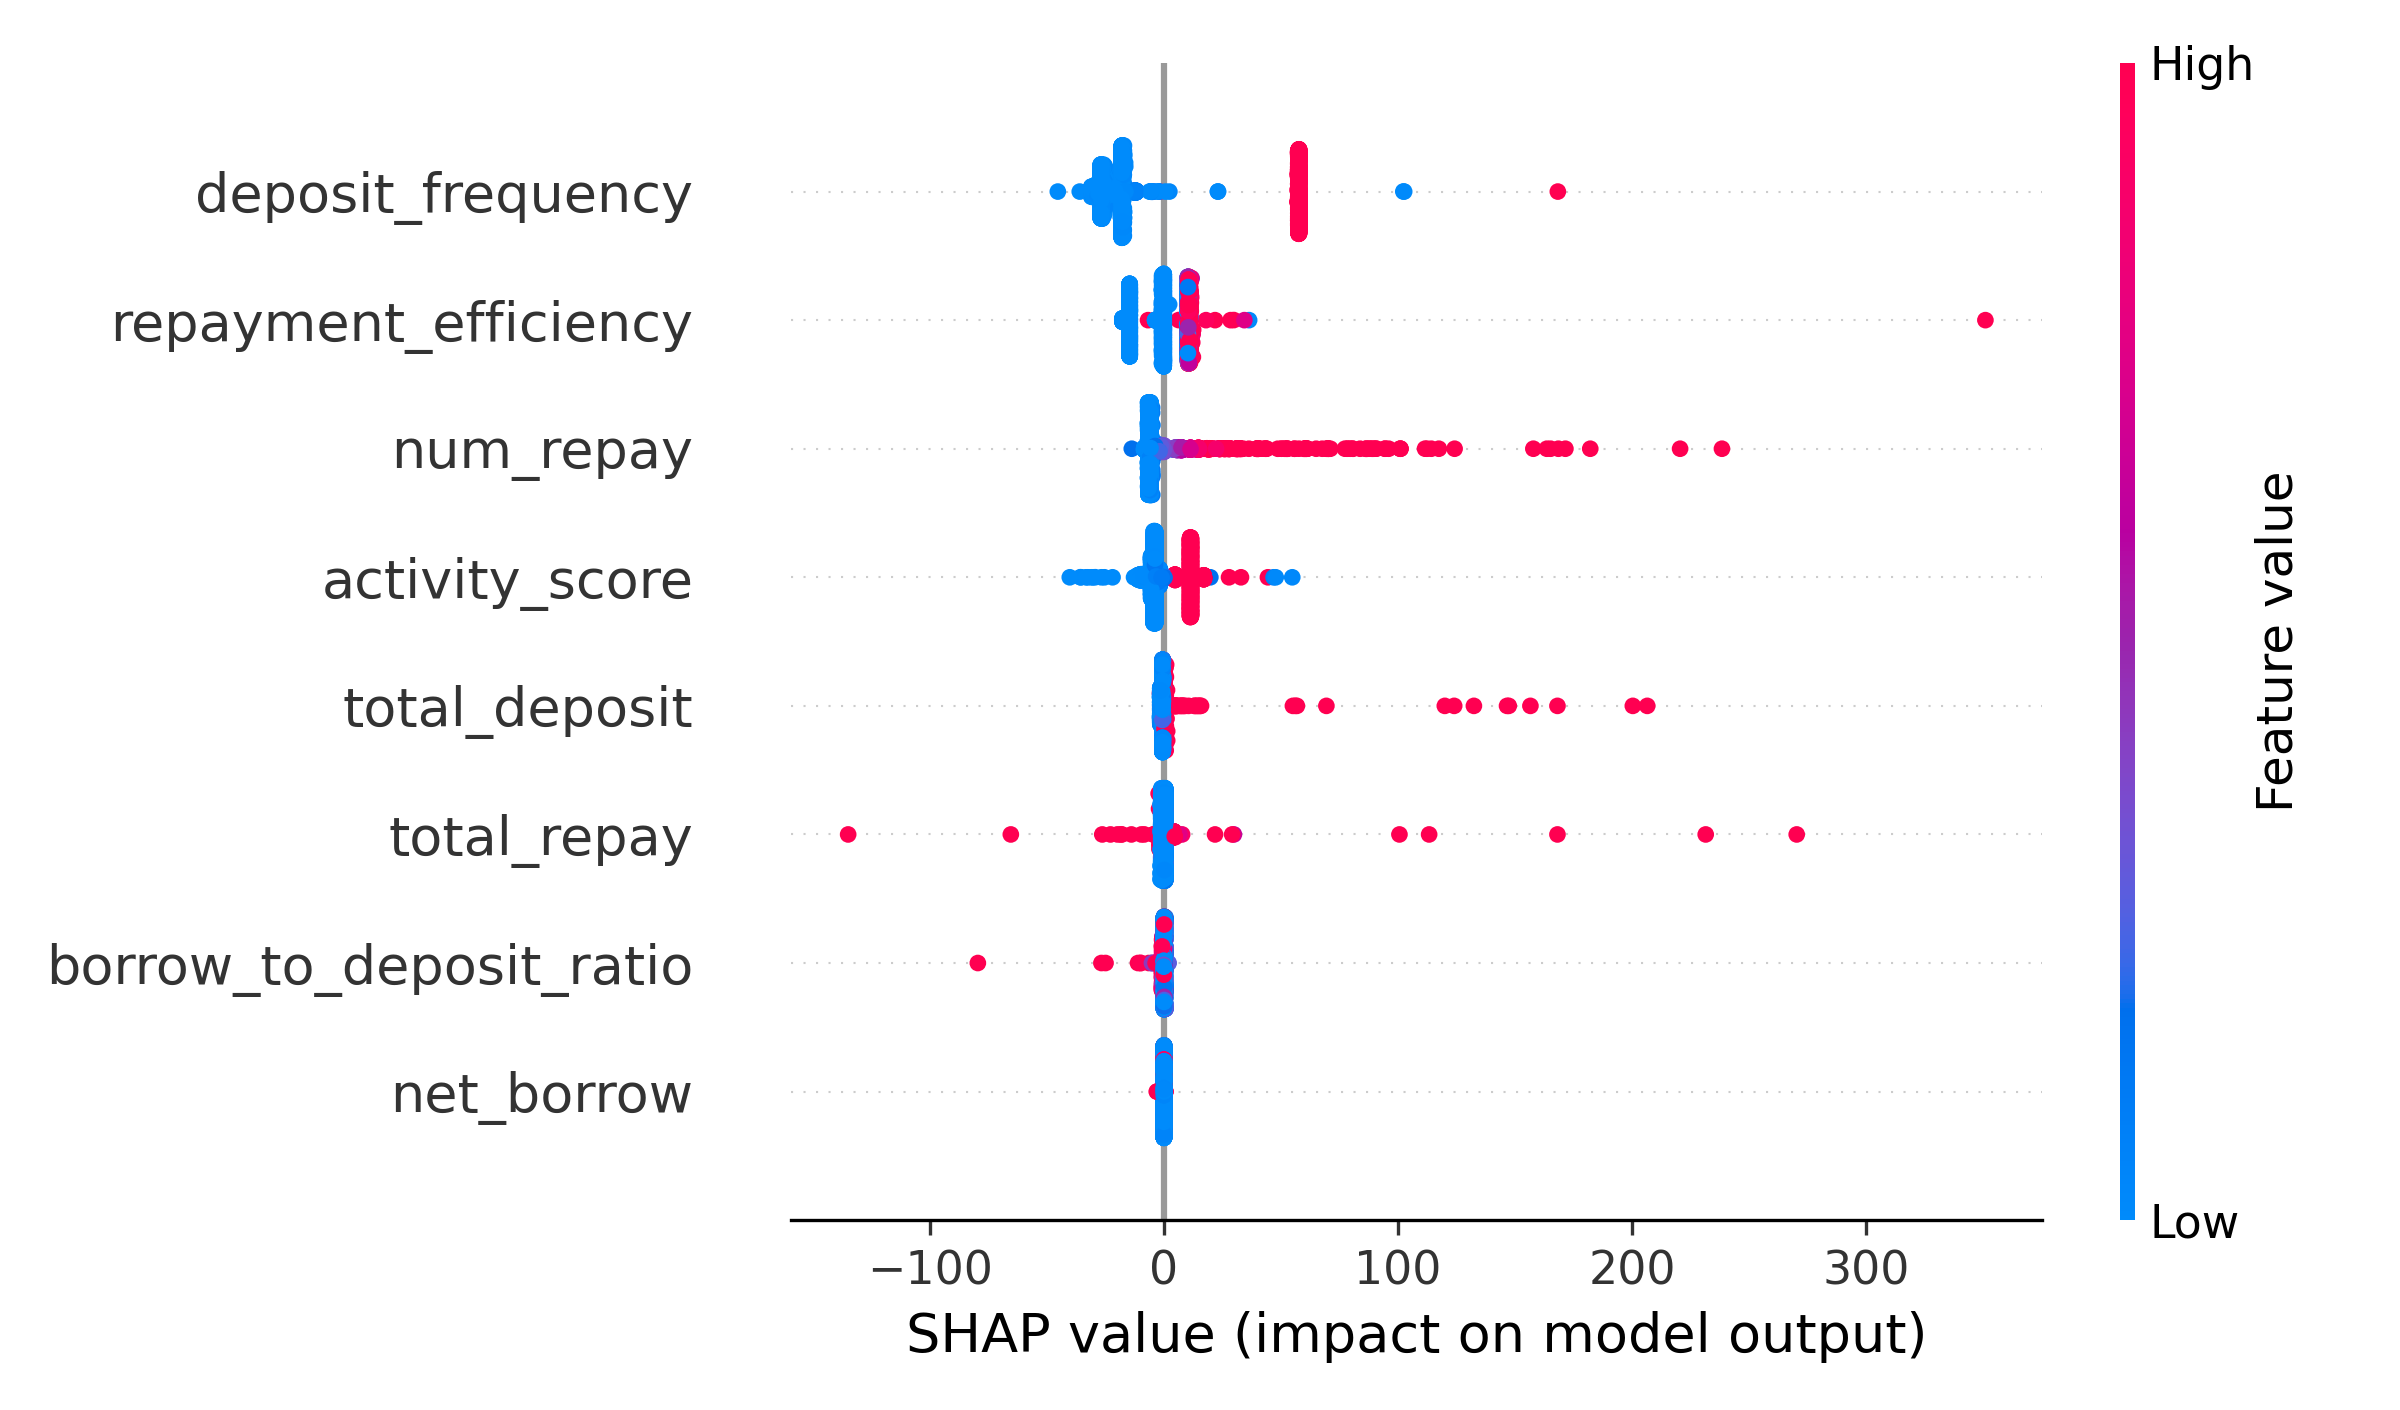 High
deposit_frequency
repayment_efficiency
num_repay
activity_score
total_deposit
total_repay
borrow_to_deposit_ratio
net_borrow
Feature value
Low
−100 0 100 200 300
SHAP value (impact on model output)